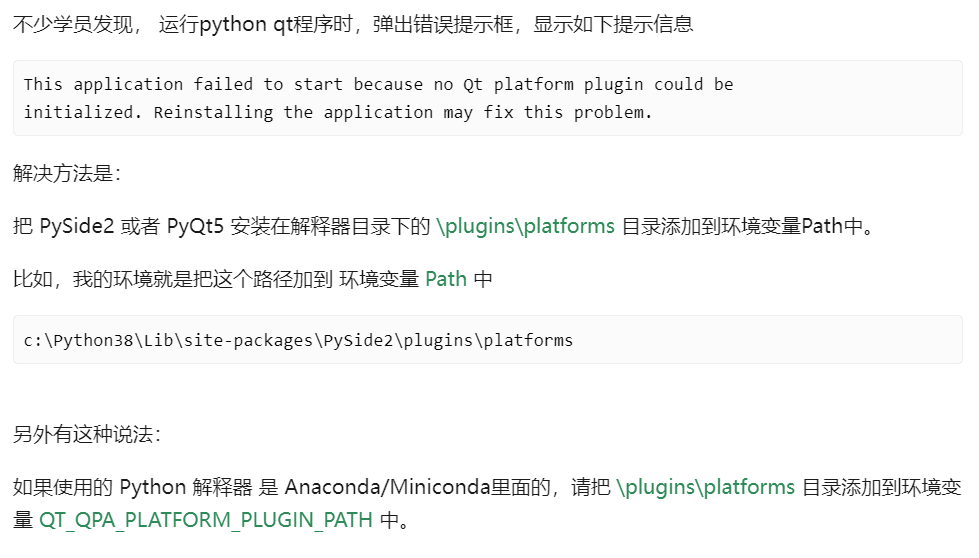 不少学员发现， 运行python qt程序时，弹出错误提示框，显示如下提示信息
This application failed to start because no Qt platform plugin could be
initialized. Reinstalling the application may fix this problem.
解决方法是：
把 PySide2 或者 PyQt5 安装在解释器目录下的 \plugins\platforms 目录添加到环境变量Path中。
比如，我的环境就是把这个路径加到 环境变量 Path 中
c:\Python38\Lib\site-packages\PySide2\plugins\platforms
另外有这种说法：
如果使用的 Python 解释器 是 Anaconda/Miniconda里面的，请把 \plugins\platforms 目录添加到环境变
量 QT_QPA_PLATFORM_PLUGIN_PATH 中。